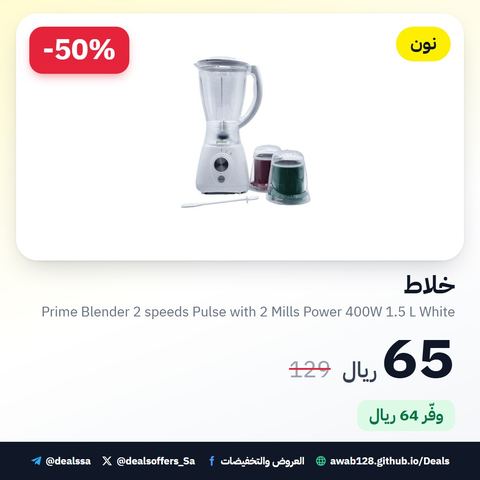 -50%
نون
خلاط
Prime Blender 2 speeds Pulse with 2 Mills Power 400W 1.5 L White
65 ريال 129
وفّر 64 ريال
@dealssa @dealsoffers_Sa العروض والتخفيضات awab128.github.io/Deals